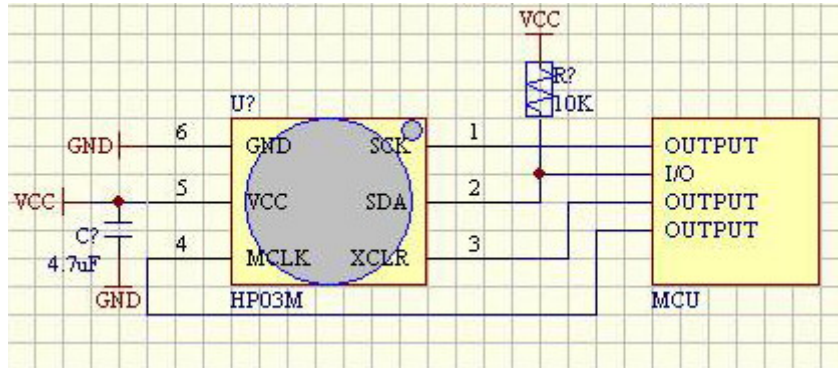 VCC
R?
10K
U?
6
1
GND
GND
SCK
OUTPUT
I/O
5
2
VCC
VCC
SDA
OUTPUT
C?
4.7uF
4
3
OUTPUT
MCLK
XCLR
GND
HP03M
MCU